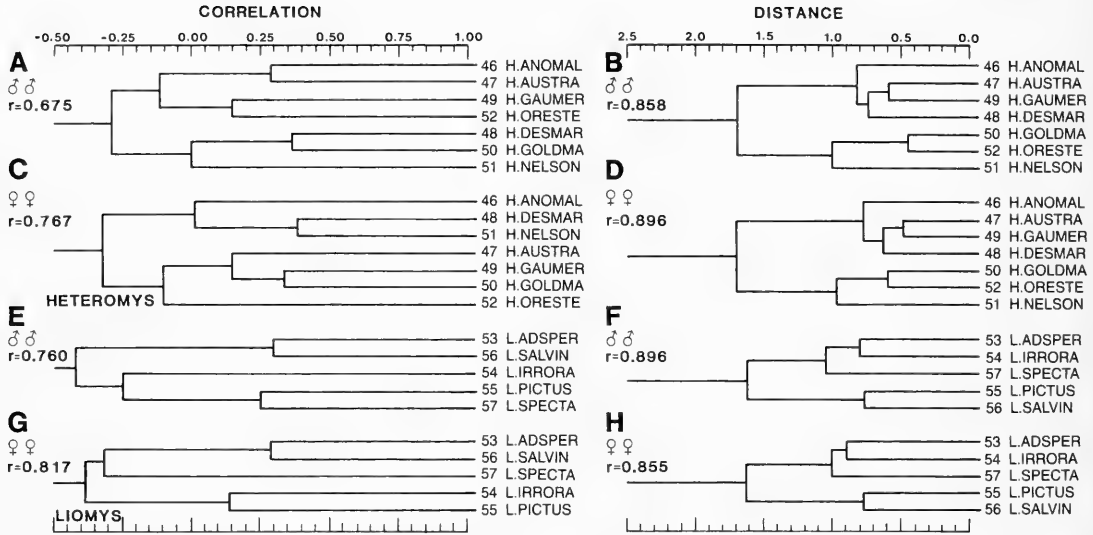 CORRELATION
-0.50 -0.25 0.00 0.25 0.50 0.75 1.00
A
♂♂
r=0.675
46 H.ANOMAL
47 H.AUSTRA
49 H.GAUMER
52 H.ORESTE
48 H.DESMAR
50 H.GOLDMA
51 H.NELSON
C
♀♀
r=0.767
46 H.ANOMAL
48 H.DESMAR
51 H.NELSON
47 H.AUSTRA
49 H.GAUMER
50 H.GOLDMA
52 H.ORESTE
HETEROMYS
E
♂♂
r=0.760
53 L.ADSPER
56 L.SALVIN
54 L.IRRORA
55 L.PICTUS
57 L.SPECTA
G
♀♀
r=0.817
53 L.ADSPER
56 L.SALVIN
57 L.SPECTA
54 L.IRRORA
55 L.PICTUS
LIOMYS
DISTANCE
2.5 2.0 1.5 1.0 0.5 0.0
B
♂♂
r=0.858
46 H.ANOMAL
47 H.AUSTRA
49 H.GAUMER
48 H.DESMAR
50 H.GOLDMA
52 H.ORESTE
51 H.NELSON
D
♀♀
r=0.896
46 H.ANOMAL
47 H.AUSTRA
49 H.GAUMER
48 H.DESMAR
50 H.GOLDMA
52 H.ORESTE
51 H.NELSON
F
♂♂
r=0.896
53 L.ADSPER
54 L.IRRORA
57 L.SPECTA
55 L.PICTUS
56 L.SALVIN
H
♀♀
r=0.855
53 L.ADSPER
54 L.IRRORA
57 L.SPECTA
55 L.PICTUS
56 L.SALVIN